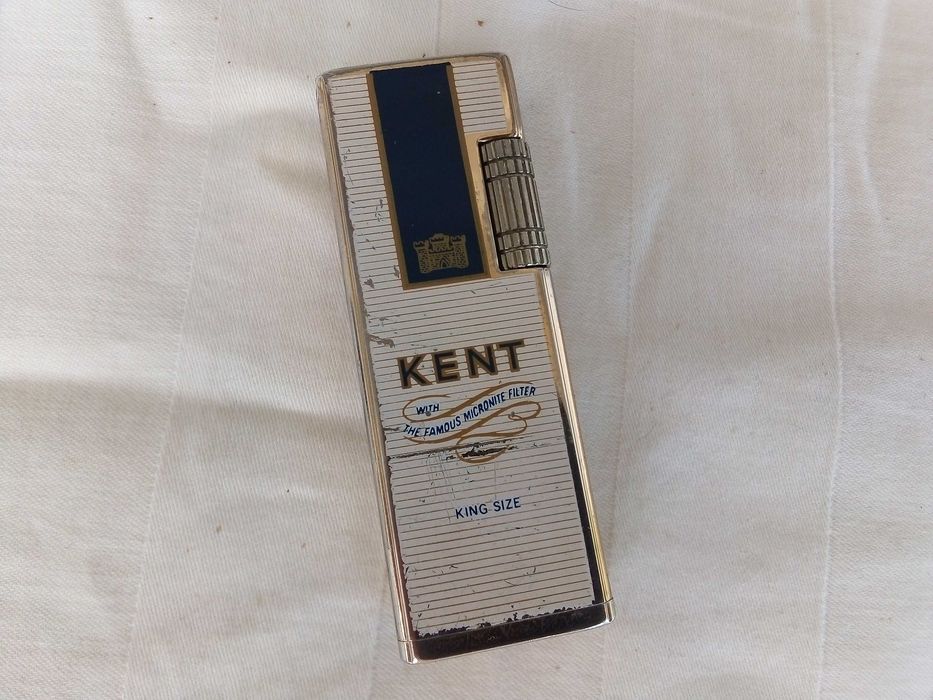 KENT
WITH
THE FAMOUS MICRONITE FILTER
KING SIZE